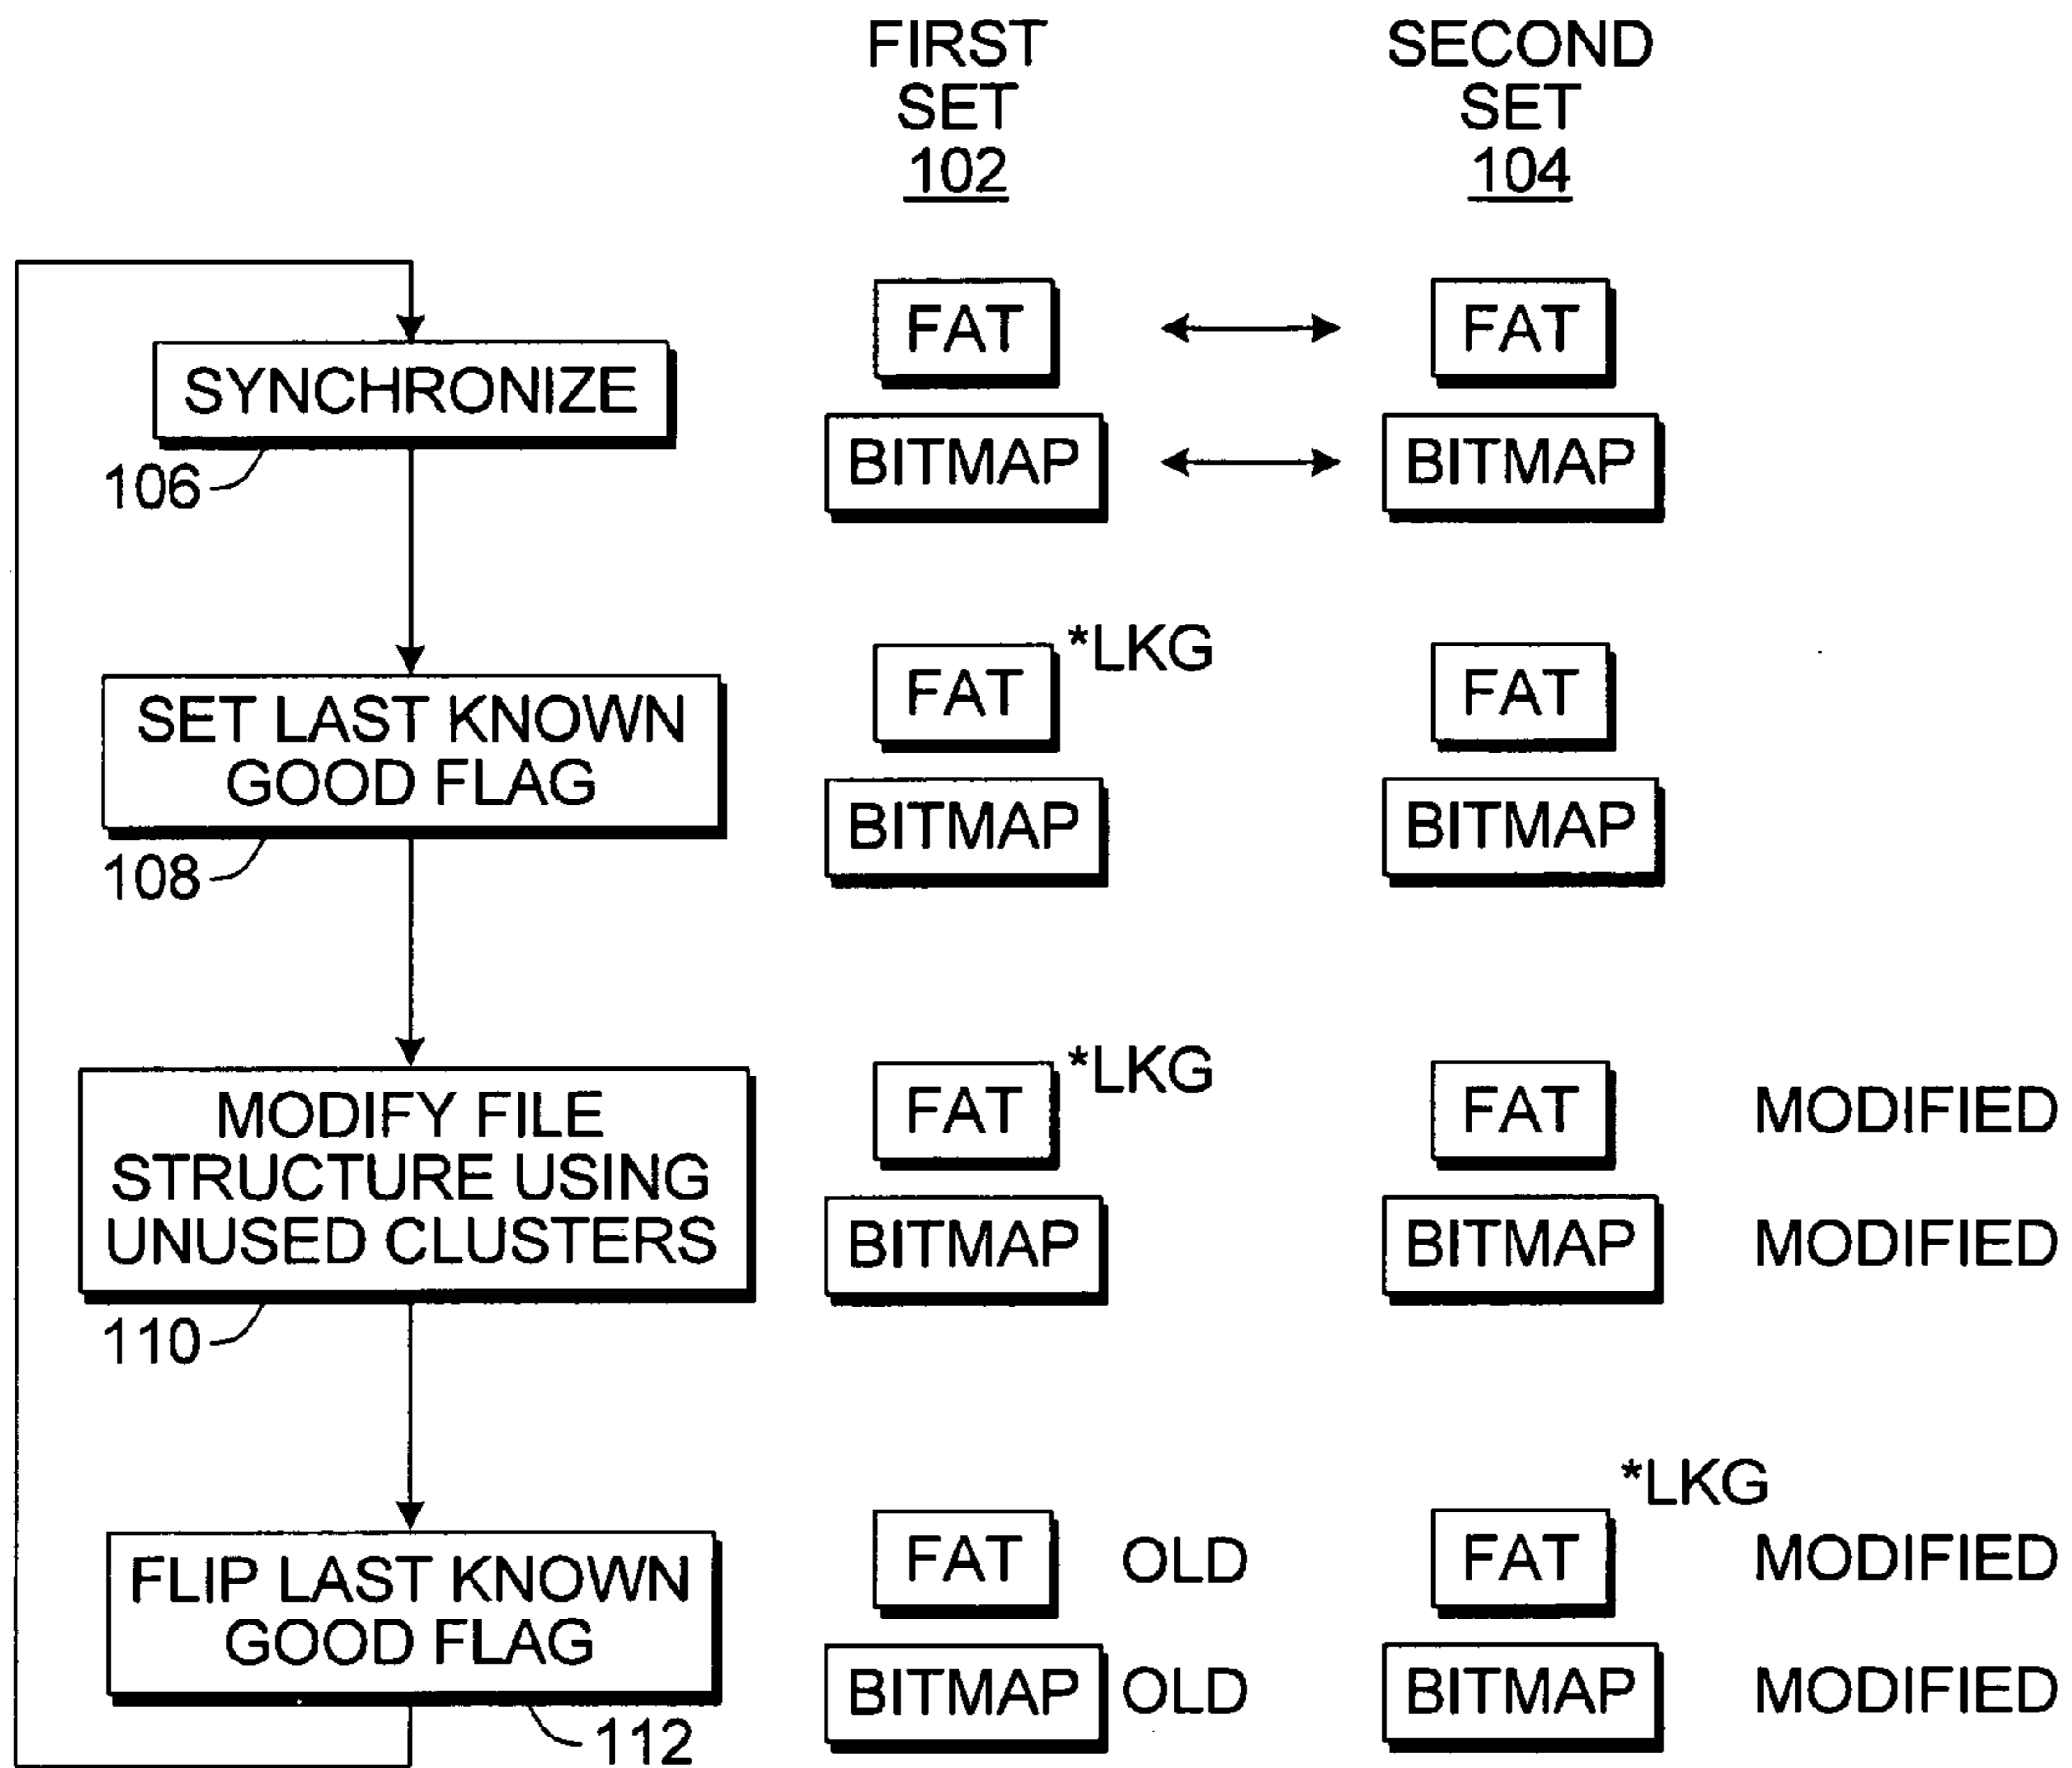 FIRST
SET
102
SECOND
SET
104
SYNCHRONIZE
106
FAT
FAT
BITMAP
BITMAP
SET LAST KNOWN
GOOD FLAG
108
FAT
*LKG
FAT
BITMAP
BITMAP
MODIFY FILE
STRUCTURE USING
UNUSED CLUSTERS
110
FAT
*LKG
FAT
MODIFIED
BITMAP
BITMAP
MODIFIED
FLIP LAST KNOWN
GOOD FLAG
112
FAT
OLD
*LKG
FAT
MODIFIED
BITMAP
OLD
BITMAP
MODIFIED